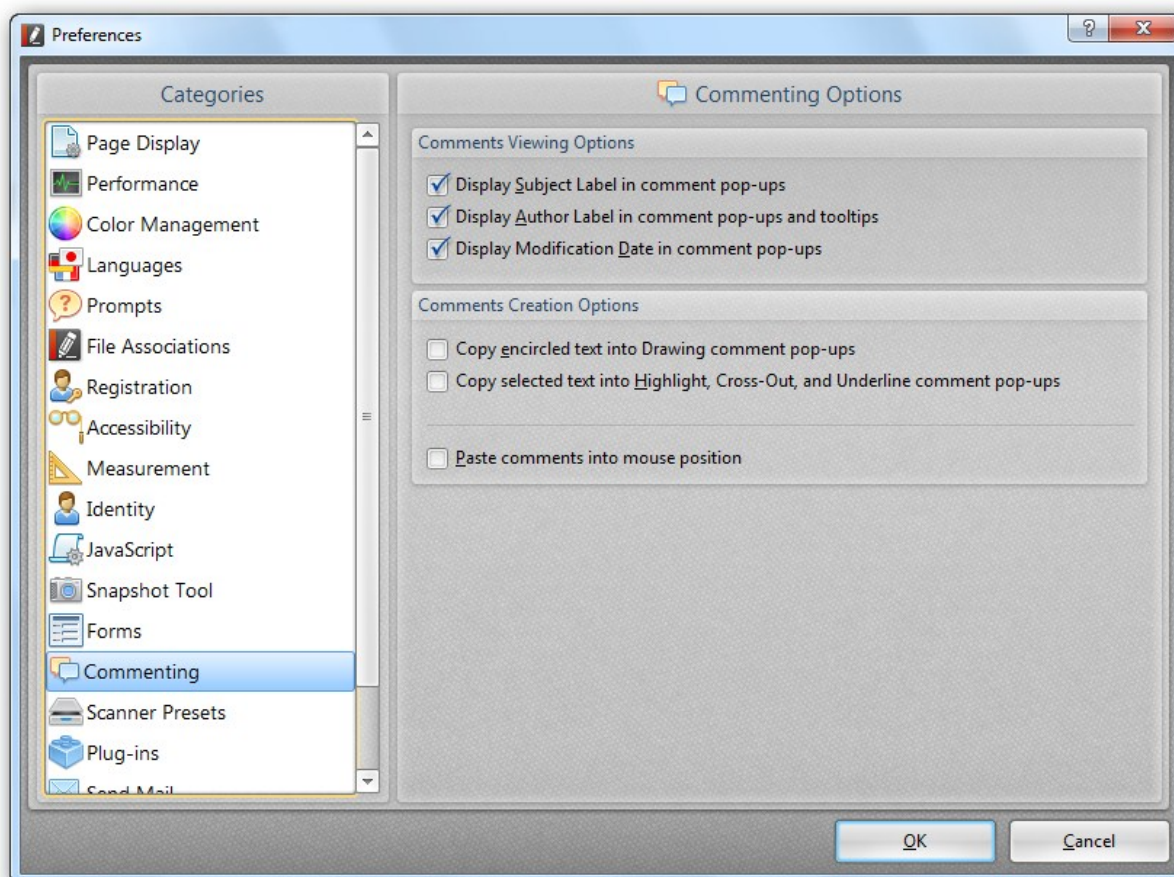 Preferences
Categories
Page Display
Performance
Color Management
Languages
Prompts
File Associations
Registration
Accessibility
Measurement
Identity
JavaScript
Snapshot Tool
Forms
Commenting
Scanner Presets
Plug-ins
Send Mail
Commenting Options
Comments Viewing Options
Display Subject Label in comment pop-ups
Display Author Label in comment pop-ups and tooltips
Display Modification Date in comment pop-ups
Comments Creation Options
Copy encircled text into Drawing comment pop-ups
Copy selected text into Highlight, Cross-Out, and Underline comment pop-ups
Paste comments into mouse position
OK
Cancel